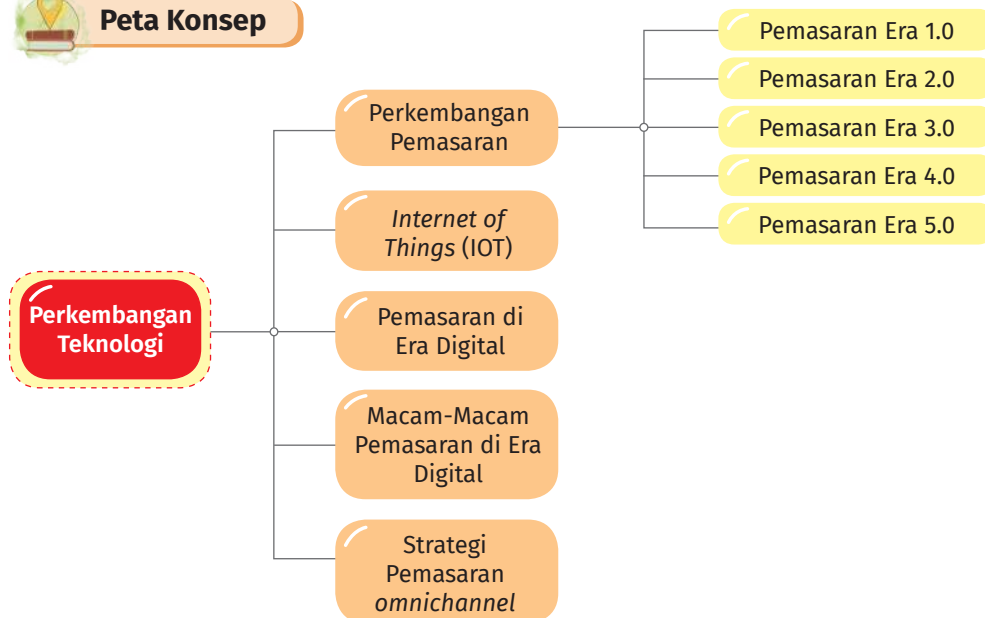 Peta Konsep
Perkembangan
Teknologi
Perkembangan
Pemasaran
Pemasaran Era 1.0
Pemasaran Era 2.0
Pemasaran Era 3.0
Pemasaran Era 4.0
Pemasaran Era 5.0
Internet of
Things (IOT)
Pemasaran di
Era Digital
Macam-Macam
Pemasaran di Era
Digital
Strategi
Pemasaran
omnichannel